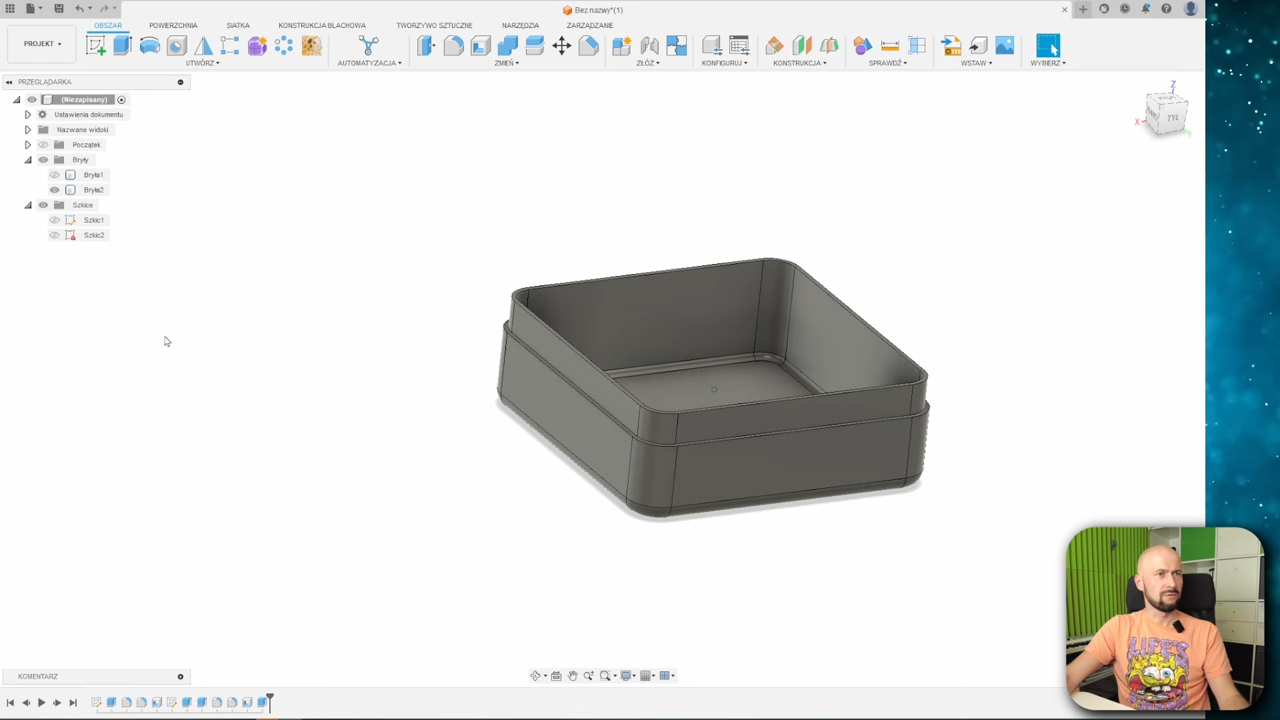 Bez nazwy*(1)
PROJEKT
OBSZAR
POWIERZCHNIA
SIATKA
KONSTRUKCJA BLACHOWA
TWORZYWO SZTUCZNE
NARZĘDZIA
ZARZĄDZANIE
UTWÓRZ
AUTOMATYZACJA
ZMIEŃ
ZŁÓŻ
KONFIGURUJ
KONSTRUKCJA
SPRAWDŹ
WSTAW
WYBIERZ
PRZEGLĄDARKA
(Niezapisany)
Ustawienia dokumentu
Nazwane widoki
Początek
Bryły
Bryła1
Bryła2
Szkice
Szkic1
Szkic2
Z
X
TYŁ
LIFE'S
KOMENTARZ